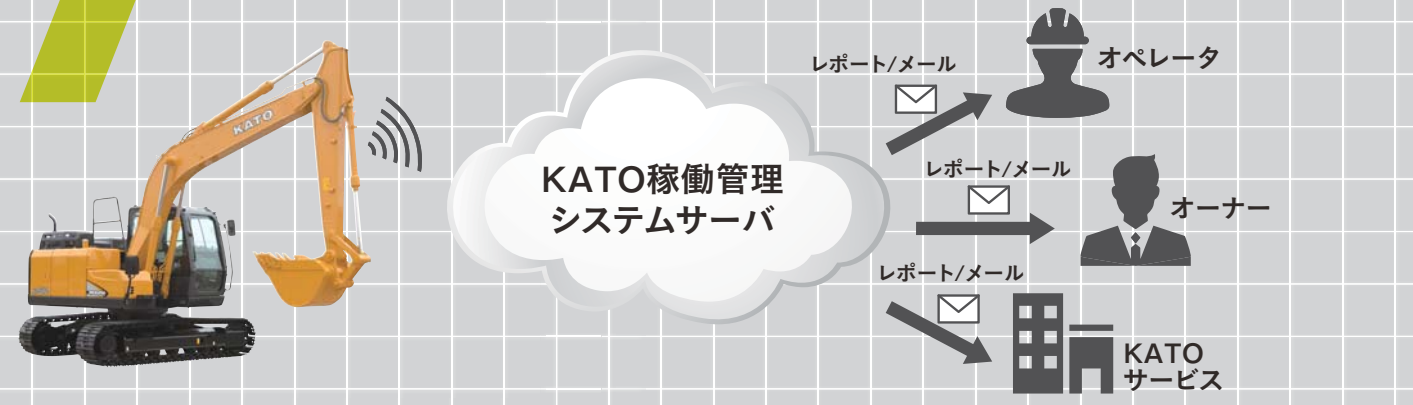 KATO
KATO稼働管理
システムサーバ
レポート/メール
オペレータ
レポート/メール
オーナー
レポート/メール
KATO
サービス